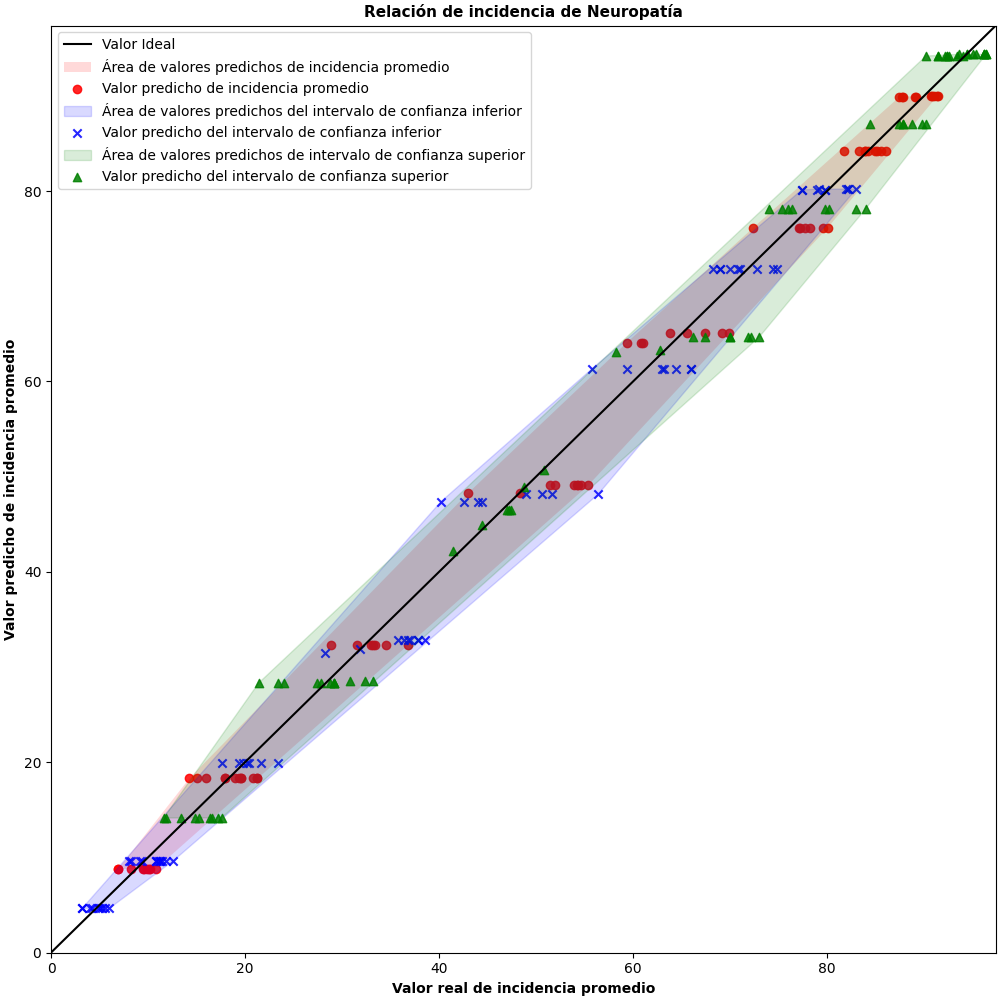 Relación de incidencia de Neuropatía
Valor Ideal
Área de valores predichos de incidencia promedio
Valor predicho de incidencia promedio
Área de valores predichos del intervalo de confianza inferior
Valor predicho del intervalo de confianza inferior
Área de valores predichos de intervalo de confianza superior
Valor predicho del intervalo de confianza superior
Valor predicho de incidencia promedio
80
60
40
20
0
0 20 40 60 80
Valor real de incidencia promedio